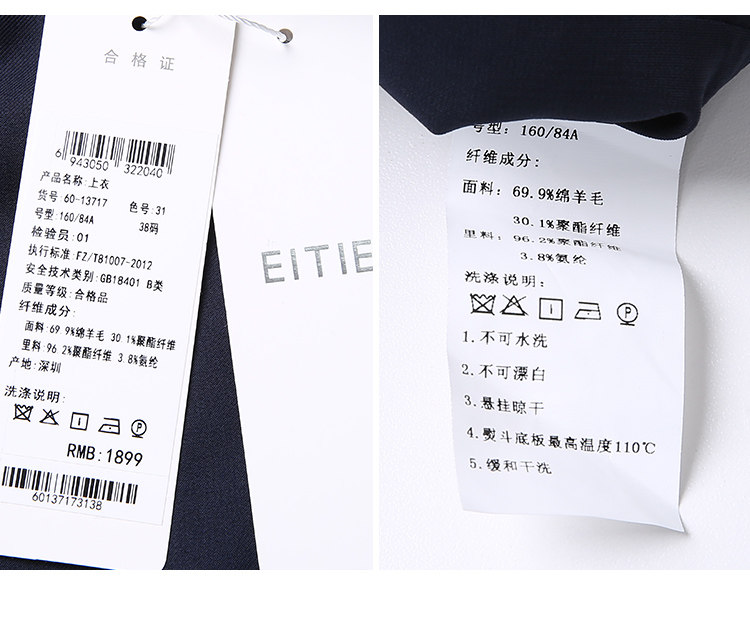 合格证
6 943050 322040
产品名称:上衣
货号:60-13717 色号:31
号型:160/84A 38码
检验员:01
执行标准:FZ/T81007-2012
安全技术类别:GB18401 B类
质量等级:合格品
纤维成分:
面料:69.9%绵羊毛 30.1%聚酯纤维
里料:96.2%聚酯纤维 3.8%氨纶
产地:深圳
洗涤说明:
RMB:1899
60137173138
EITIE
号型: 160/84A
纤维成分:
面料: 69.9%绵羊毛
30.1%聚酯纤维
里料: 96.2%聚酯纤维
3.8%氨纶
洗涤说明:
1.不可水洗
2.不可漂白
3.悬挂晾干
4.熨斗底板最高温度110℃
5.缓和干洗